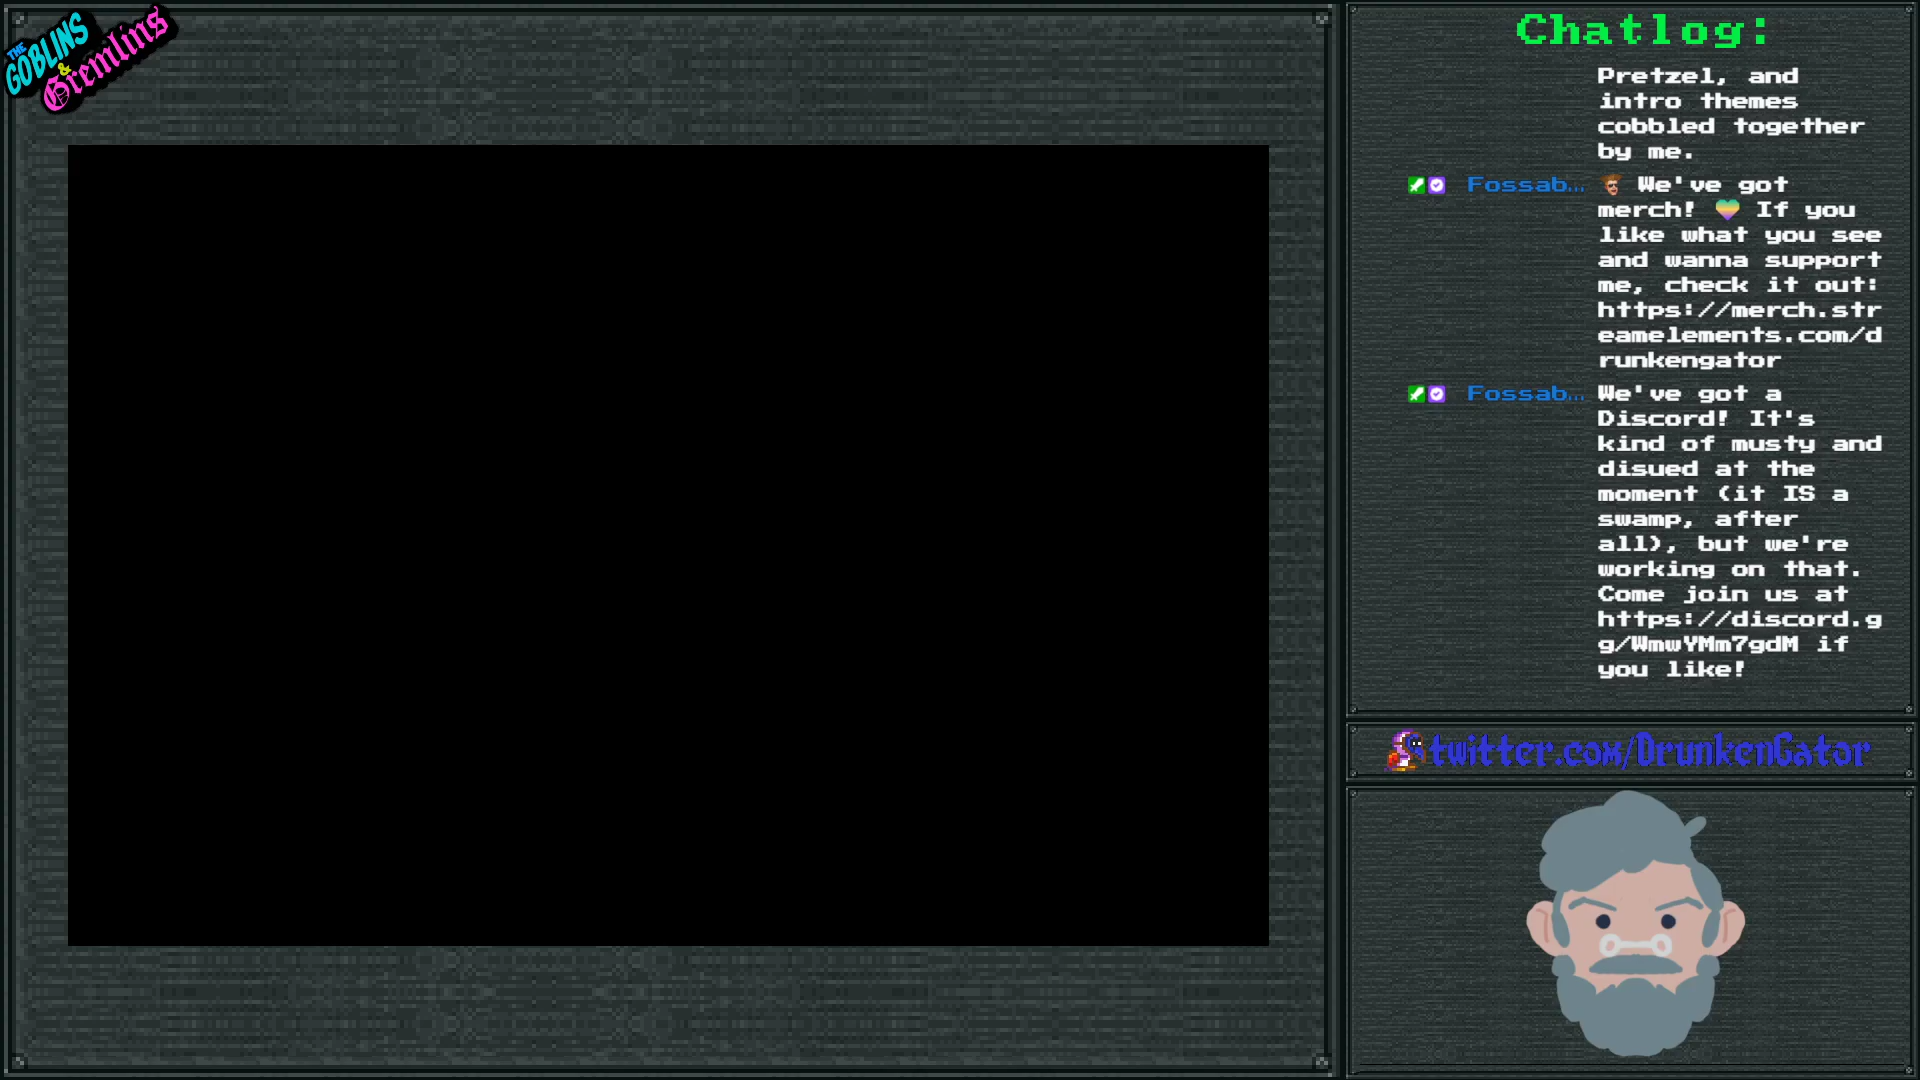 THE
GOBLINS
&
Gremlins
Chatlog:
Pretzel, and
intro themes
cobbled together
by me.
Fossab... We've got
merch! If you
like what you see
and wanna support
me, check it out:
https://merch.str
eamelements.com/d
runkengator
Fossab... We've got a
Discord! It's
kind of musty and
disued at the
moment (it IS a
swamp, after
all), but we're
working on that.
Come join us at
https://discord.g
g/WmwYMm7gdM if
you like!
twitter.com/DrunkenGator